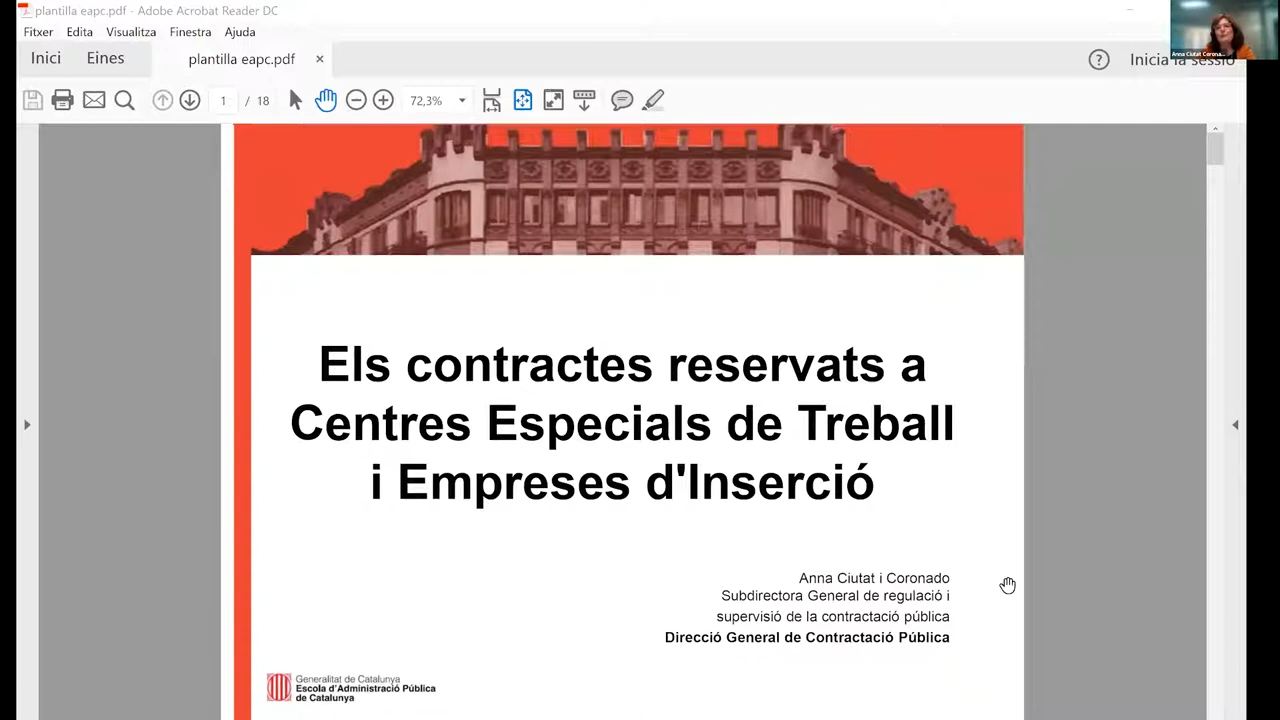 plantilla eapc.pdf - Adobe Acrobat Reader DC
Fitxer Edita Visualitza Finestra Ajuda
Anna Ciutat Corona...
Inici Eines plantilla eapc.pdf × ? Inicia la sessió
1 / 18 72,3%
Els contractes reservats a
Centres Especials de Treball
i Empreses d'Inserció
Anna Ciutat i Coronado
Subdirectora General de regulació i
supervisió de la contractació pública
Direcció General de Contractació Pública
Generalitat de Catalunya
Escola d'Administració Pública
de Catalunya